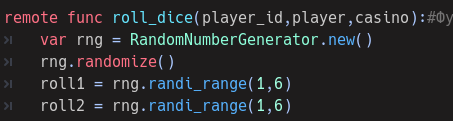 remote func roll_dice(player_id,player,casino):#Фу
var rng = RandomNumberGenerator.new()
rng.randomize()
roll1 = rng.randi_range(1,6)
roll2 = rng.randi_range(1,6)